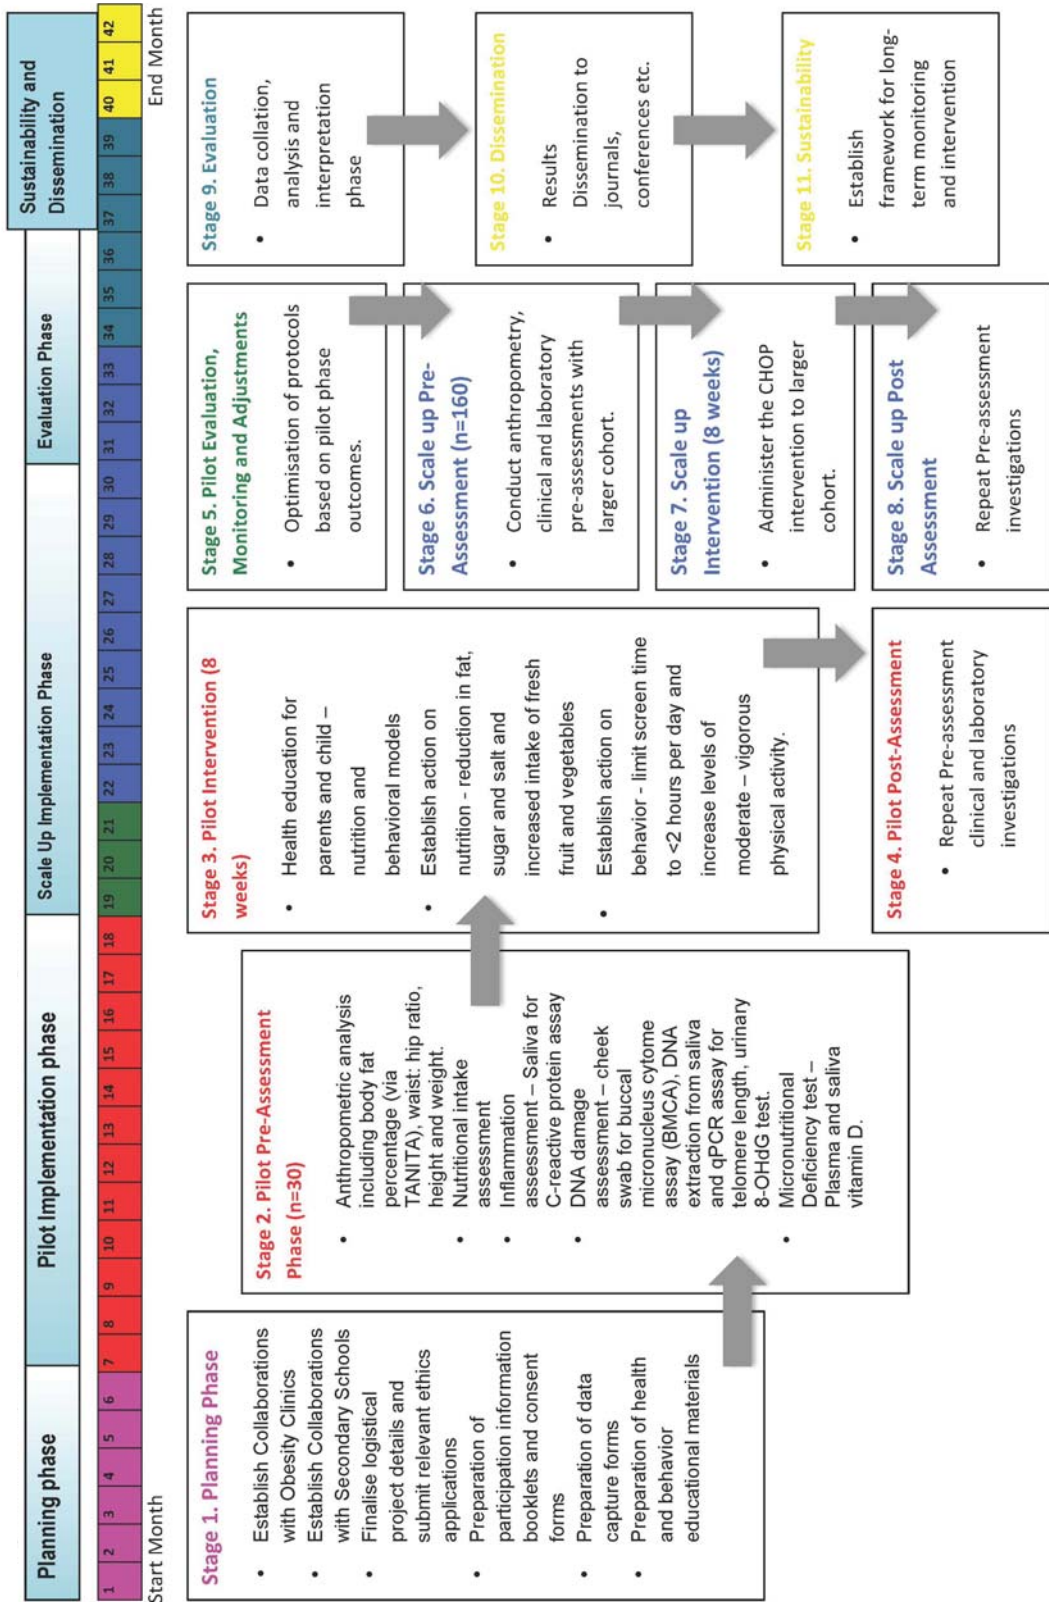 Planning phase
Pilot Implementation phase
Scale Up Implementation Phase
Evaluation Phase
Sustainability and
Dissemination
1 2 3 4 5 6 7 8 9 10 11 12 13 14 15 16 17 18 19 20 21 22 23 24 25 26 27 28 29 30 31 32 33 34 35 36 37 38 39 40 41 42
Start Month
End Month
Stage 1. Planning Phase
• Establish Collaborations
with Obesity Clinics
• Establish Collaborations
with Secondary Schools
• Finalise logistical
project details and
submit relevant ethics
applications
• Preparation of
participation information
booklets and consent
forms
• Preparation of data
capture forms
• Preparation of health
and behavior
educational materials
Stage 2. Pilot Pre-Assessment
Phase (n=30)
• Anthropometric analysis
including body fat
percentage (via
TANITA), waist: hip ratio,
height and weight.
• Nutritional intake
assessment
• Inflammation
assessment – Saliva for
C-reactive protein assay
• DNA damage
assessment – cheek
swab for buccal
micronucleus cytome
assay (BMCA), DNA
extraction from saliva
and qPCR assay for
telomere length, urinary
8-OHdG test.
• Micronutritional
Deficiency test –
Plasma and saliva
vitamin D.
Stage 3. Pilot Intervention (8
weeks)
• Health education for
parents and child –
nutrition and
behavioral models
• Establish action on
nutrition - reduction in fat,
sugar and salt and
increased intake of fresh
fruit and vegetables
• Establish action on
behavior - limit screen time
to <2 hours per day and
increase levels of
moderate – vigorous
physical activity.
Stage 4. Pilot Post-Assessment
• Repeat Pre-assessment
clinical and laboratory
investigations
Stage 5. Pilot Evaluation,
Monitoring and Adjustments
• Optimisation of protocols
based on pilot phase
outcomes.
Stage 6. Scale up Pre-
Assessment (n=160)
• Conduct anthropometry,
clinical and laboratory
pre-assessments with
larger cohort.
Stage 7. Scale up
Intervention (8 weeks)
• Administer the CHOP
intervention to larger
cohort.
Stage 8. Scale up Post
Assessment
• Repeat Pre-assessment
investigations
Stage 9. Evaluation
• Data collation,
analysis and
interpretation
phase
Stage 10. Dissemination
• Results
Dissemination to
journals,
conferences etc.
Stage 11. Sustainability
• Establish
framework for long-
term monitoring
and intervention